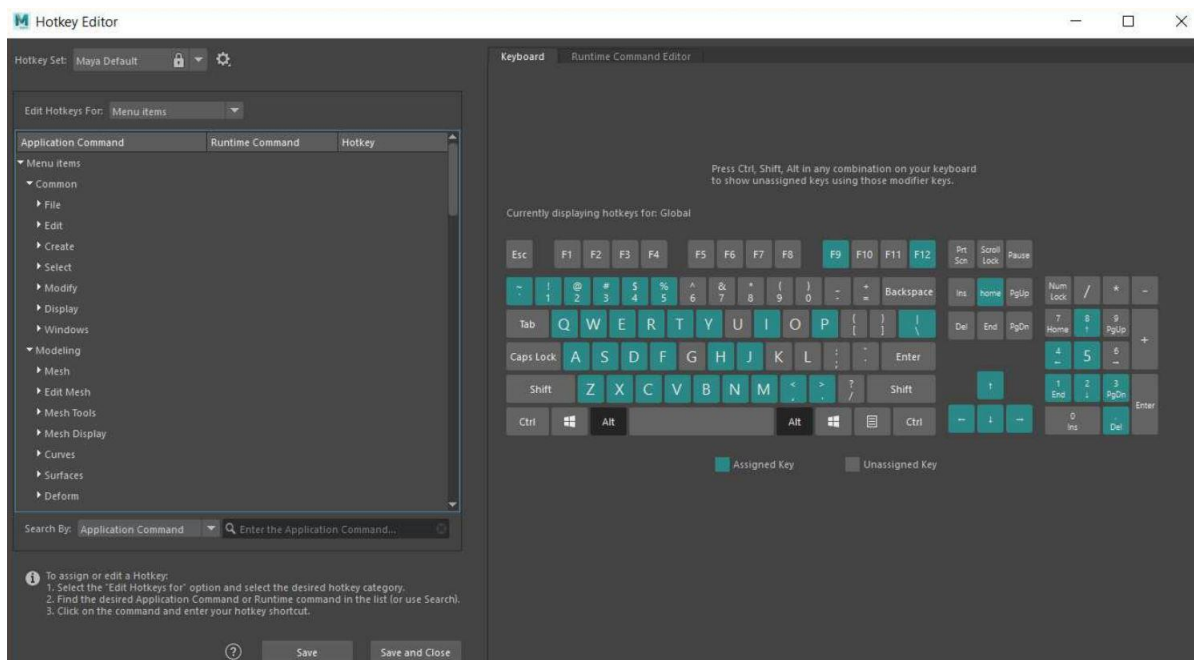 Hotkey Editor
Hotkey Set: Maya Default
Edit Hotkeys For: Menu items
Application Command Runtime Command Hotkey
Menu items
Common
File
Edit
Create
Select
Modify
Display
Windows
Modeling
Mesh
Edit Mesh
Mesh Tools
Mesh Display
Curves
Surfaces
Deform
Search By: Application Command Enter the Application Command...
To assign or edit a Hotkey:
1. Select the "Edit Hotkeys for" option and select the desired hotkey category.
2. Find the desired Application Command or Runtime command in the list (or use Search).
3. Click on the command and enter your hotkey shortcut.
? Save Save and Close
Keyboard Runtime Command Editor
Press Ctrl, Shift, Alt in any combination on your keyboard
to show unassigned keys using those modifier keys.
Currently displaying hotkeys for: Global
Esc F1 F2 F3 F4 F5 F6 F7 F8 F9 F10 F11 F12 Prt Scn Scroll Lock Pause
~ ! 1 @ 2 # 3 $ 4 % 5 ^ 6 & 7 * 8 ( 9 ) 0 - + = Backspace Ins home PgUp Num Lock / * -
Tab Q W E R T Y U I O P { [ } ] | \ Del End PgDn 7 Home 8 ↑ 9 PgUp +
Caps Lock A S D F G H J K L : ; Enter 4 ← 5 6 →
Shift Z X C V B N M < , > . ? / Shift ↑ 1 End 2 ↓ 3 PgDn Enter
Ctrl Alt Alt Ctrl ← ↓ → 0 Ins . Del
Assigned Key Unassigned Key